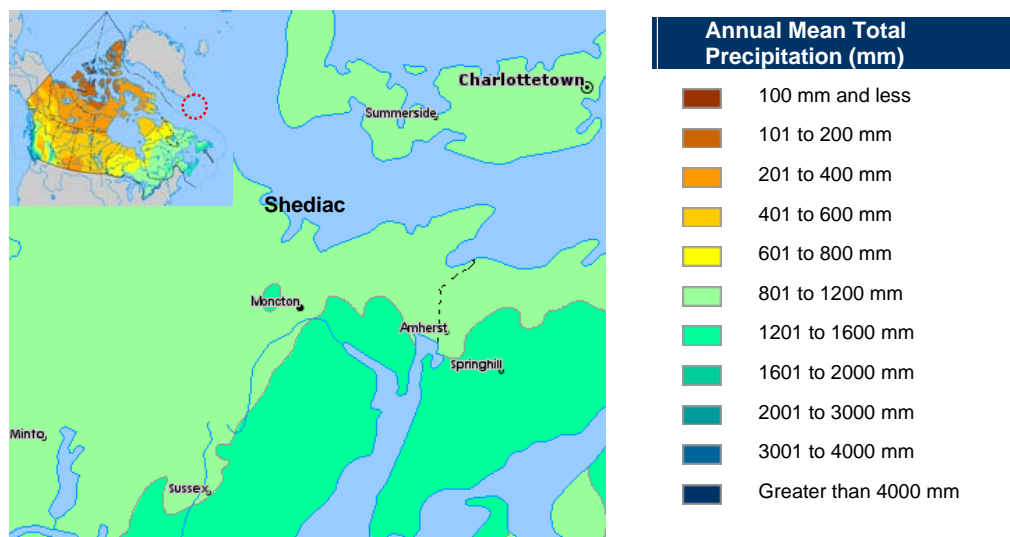 Charlottetown
Summerside
Shediac
Moncton
Amherst
Springhill
Minto
Sussex
Annual Mean Total
Precipitation (mm)
100 mm and less
101 to 200 mm
201 to 400 mm
401 to 600 mm
601 to 800 mm
801 to 1200 mm
1201 to 1600 mm
1601 to 2000 mm
2001 to 3000 mm
3001 to 4000 mm
Greater than 4000 mm